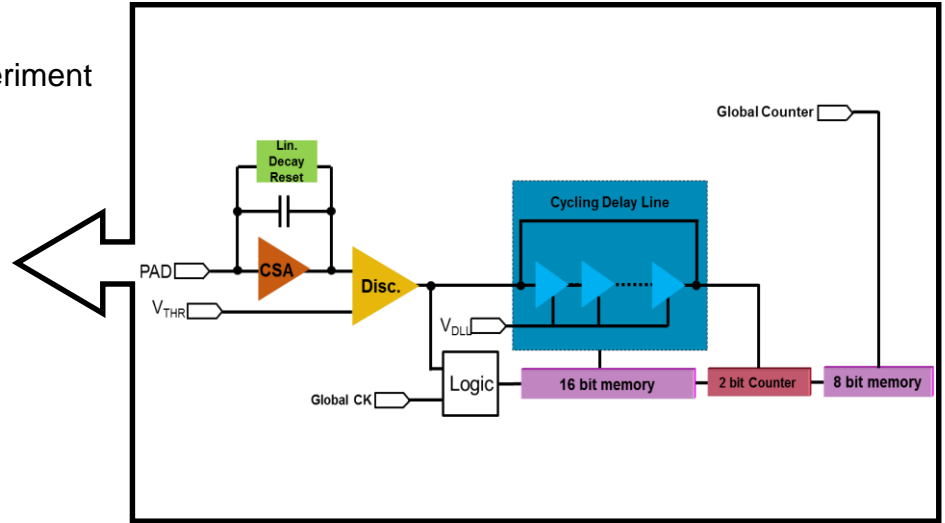 eriment
Global Counter
Lin.
Decay
Reset
Cycling Delay Line
PAD
CSA
Disc.
VTHR
VDLL
Logic
16 bit memory
2 bit Counter
8 bit memory
Global CK